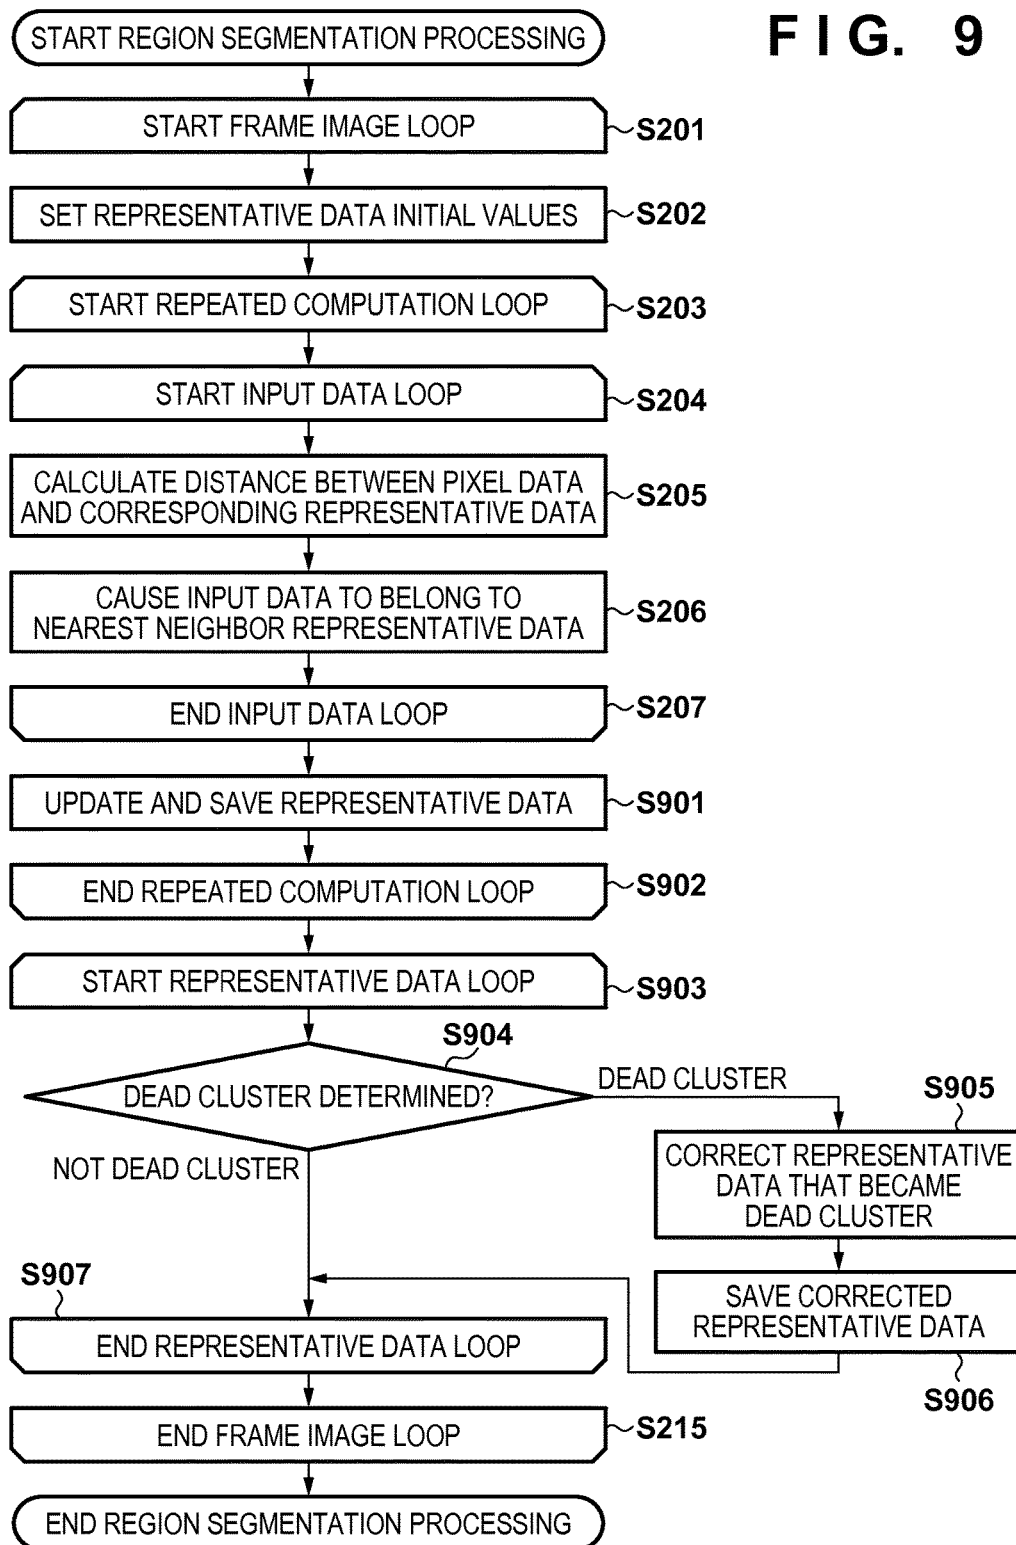 START REGION SEGMENTATION PROCESSING
FIG. 9
START FRAME IMAGE LOOP
S201
SET REPRESENTATIVE DATA INITIAL VALUES
S202
START REPEATED COMPUTATION LOOP
S203
START INPUT DATA LOOP
S204
CALCULATE DISTANCE BETWEEN PIXEL DATA
AND CORRESPONDING REPRESENTATIVE DATA
S205
CAUSE INPUT DATA TO BELONG TO
NEAREST NEIGHBOR REPRESENTATIVE DATA
S206
END INPUT DATA LOOP
S207
UPDATE AND SAVE REPRESENTATIVE DATA
S901
END REPEATED COMPUTATION LOOP
S902
START REPRESENTATIVE DATA LOOP
S903
S904
DEAD CLUSTER DETERMINED?
DEAD CLUSTER
S905
CORRECT REPRESENTATIVE
DATA THAT BECAME
DEAD CLUSTER
NOT DEAD CLUSTER
SAVE CORRECTED
REPRESENTATIVE DATA
S906
S907
END REPRESENTATIVE DATA LOOP
END FRAME IMAGE LOOP
S215
END REGION SEGMENTATION PROCESSING